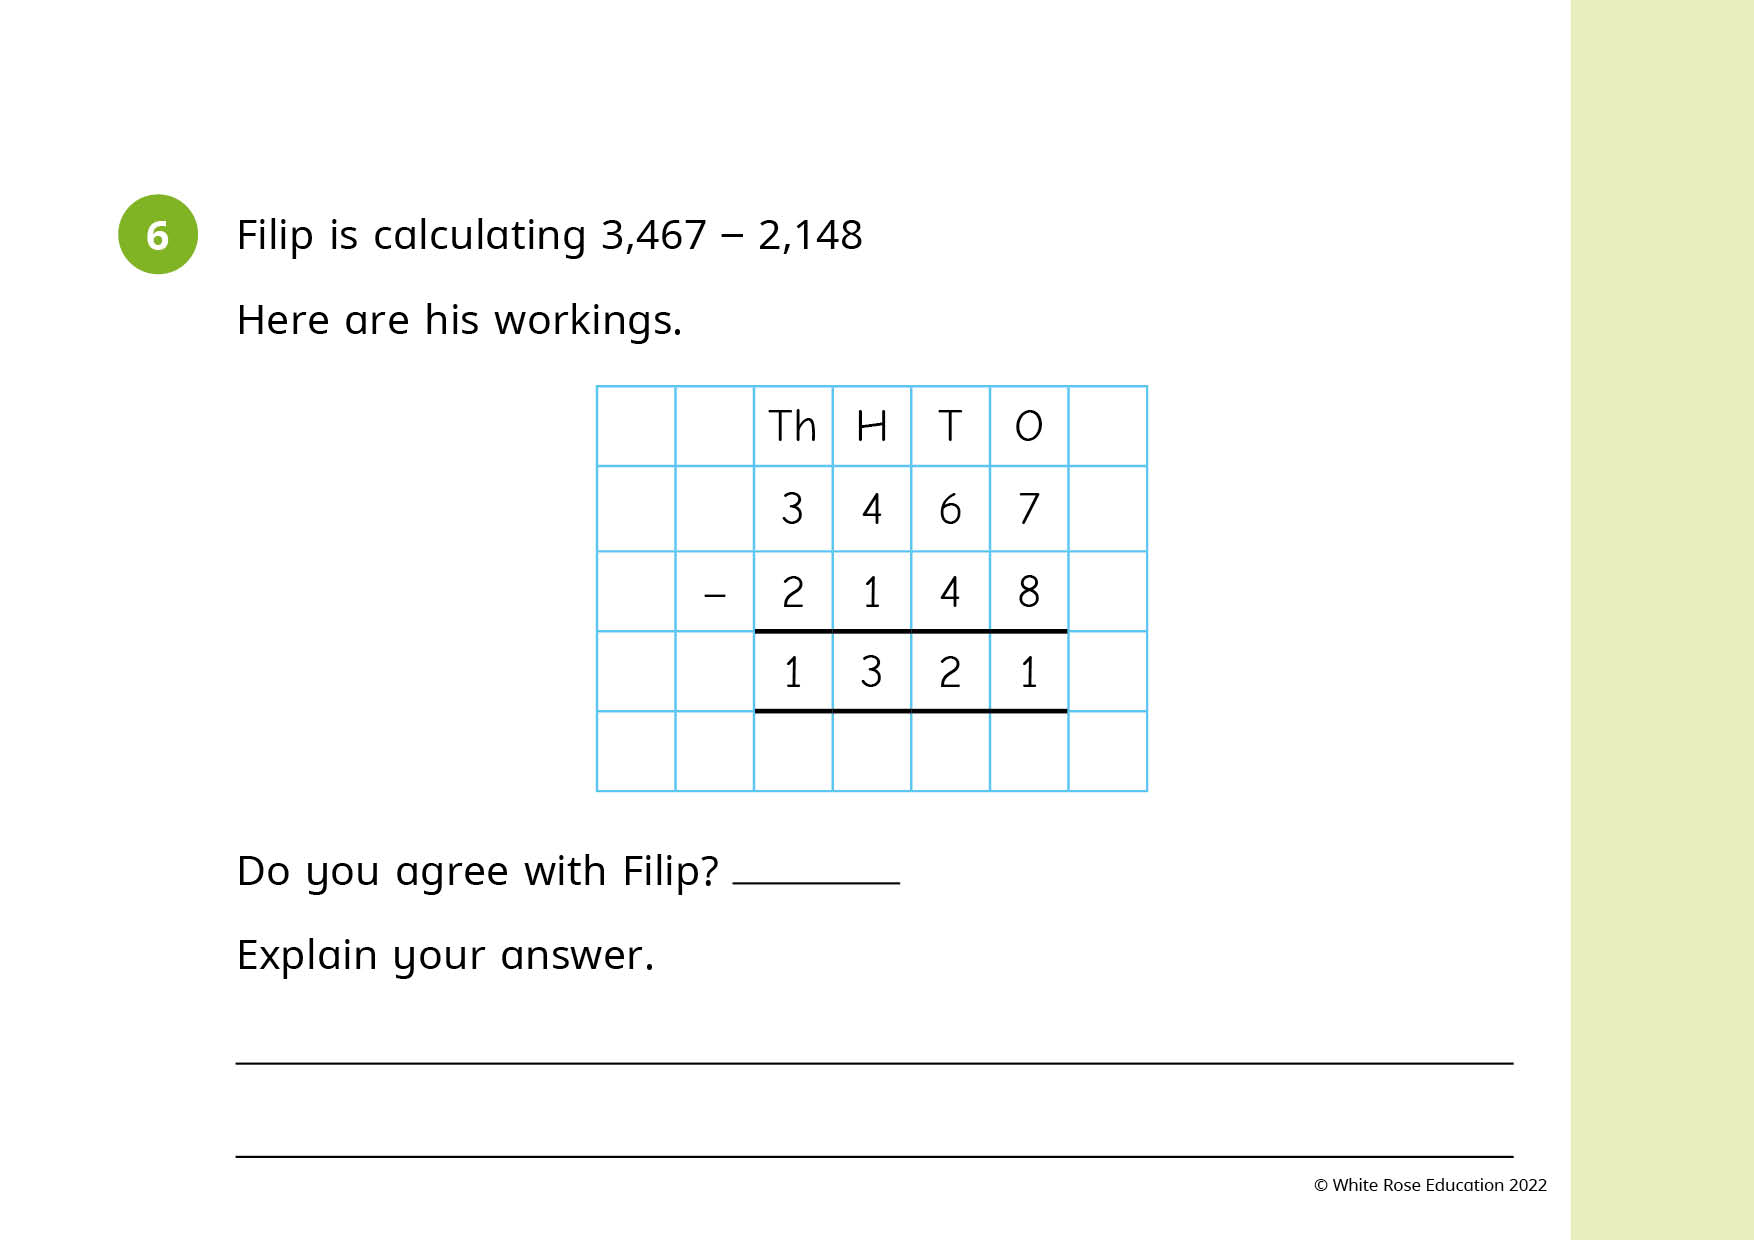 6 Filip is calculating 3,467 – 2,148
Here are his workings.
Th H T O
3 4 6 7
– 2 1 4 8
1 3 2 1
Do you agree with Filip? ________
Explain your answer.
© White Rose Education 2022